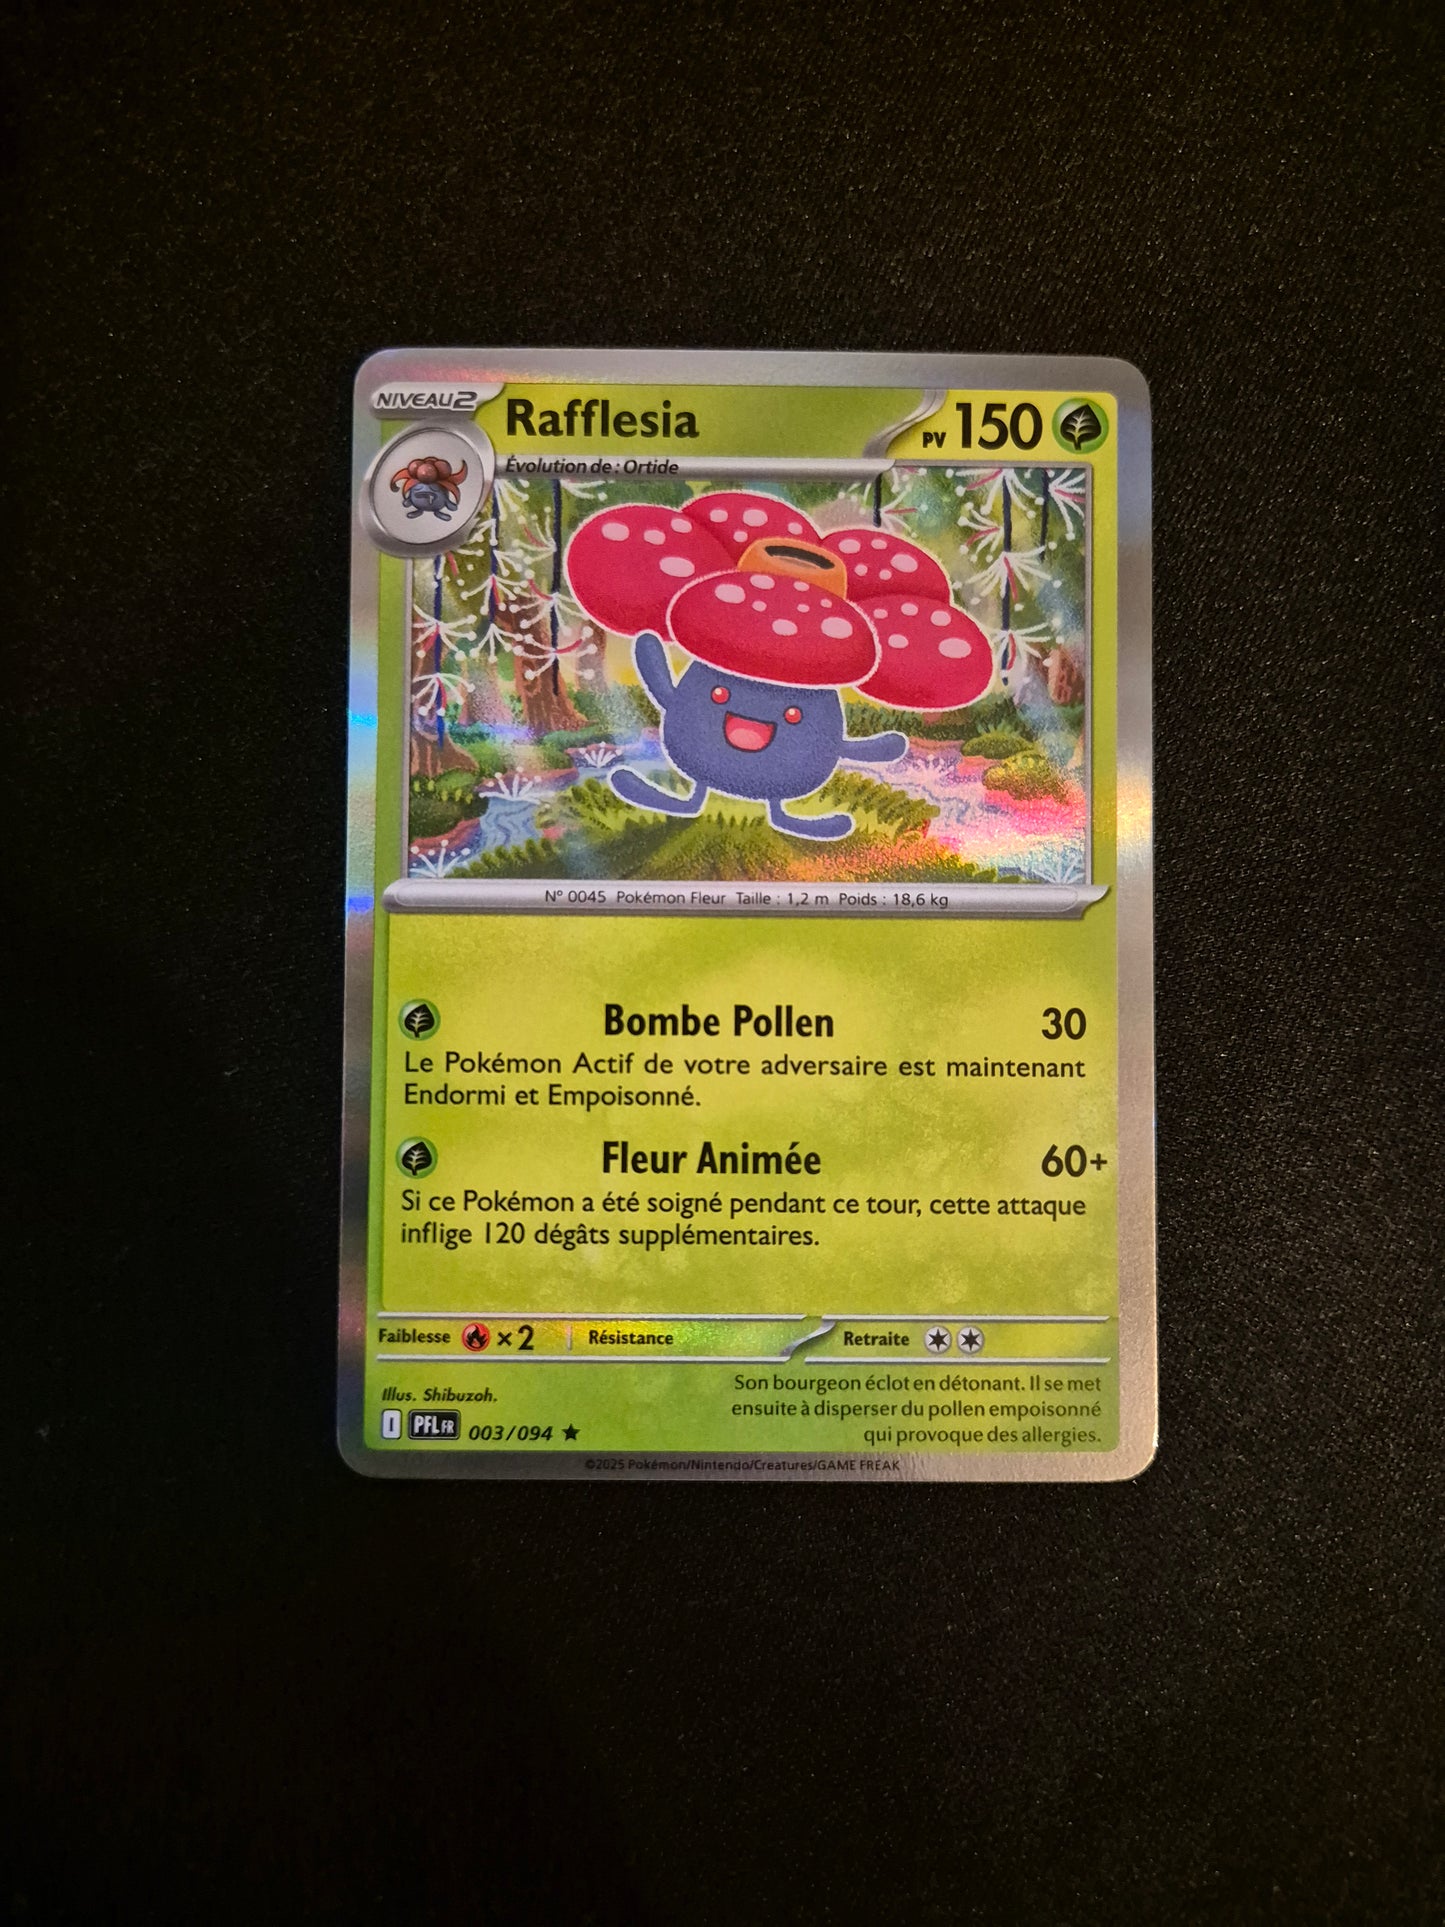 NIVEAU 2
Rafflesia
PV 150
Évolution de : Ortide
N° 0045 Pokémon Fleur Taille : 1,2 m Poids : 18,6 kg
Bombe Pollen 30
Le Pokémon Actif de votre adversaire est maintenant
Endormi et Empoisonné.
Fleur Animée 60+
Si ce Pokémon a été soigné pendant ce tour, cette attaque
inflige 120 dégâts supplémentaires.
Faiblesse ×2 Résistance Retraite
Illus. Shibuzoh.
I PFL FR 003/094 ★
Son bourgeon éclot en détonant. Il se met
ensuite à disperser du pollen empoisonné
qui provoque des allergies.
©2025 Pokémon/Nintendo/Creatures/GAME FREAK